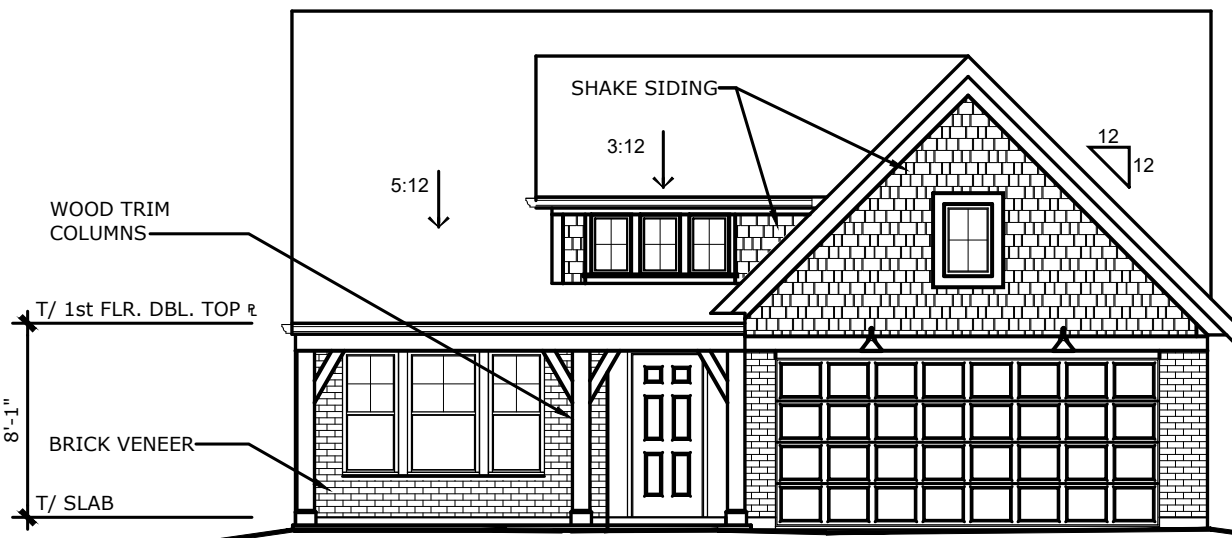 SHAKE SIDING
12
12
3:12
5:12
WOOD TRIM
COLUMNS
T/ 1st FLR. DBL. TOP ⅊
8'-1"
BRICK VENEER
T/ SLAB